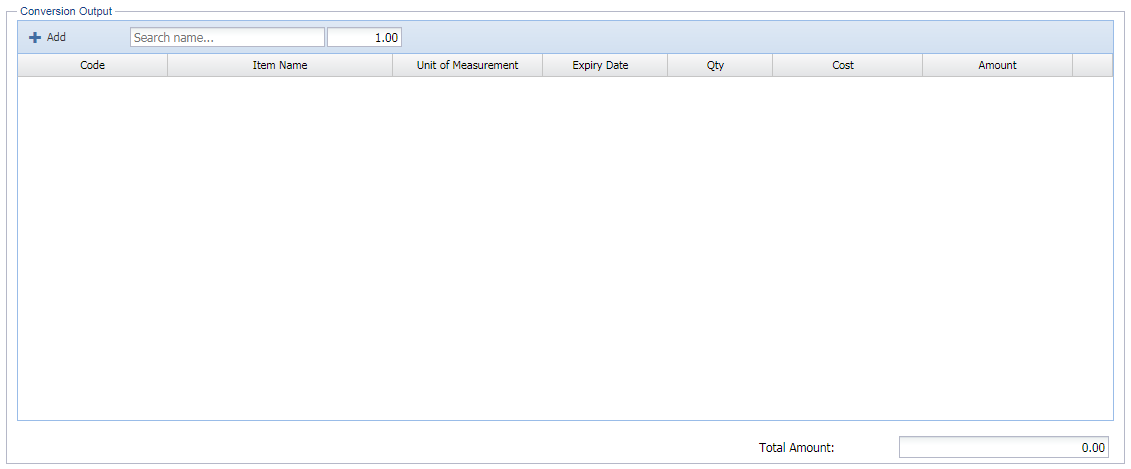 Conversion Output
Add Search name... 1.00
Code Item Name Unit of Measurement Expiry Date Qty Cost Amount
Total Amount: 0.00